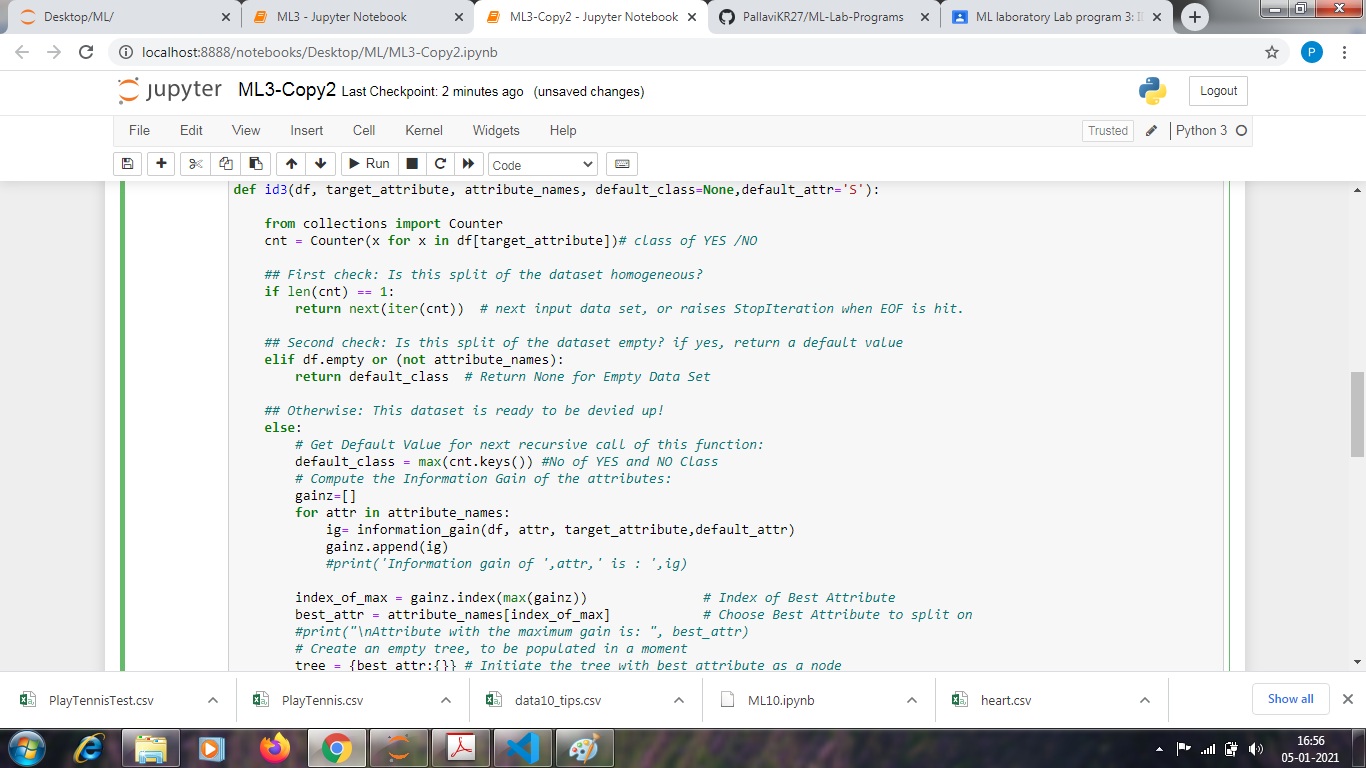 Desktop/ML/
ML3 - Jupyter Notebook
ML3-Copy2 - Jupyter Notebook
PallaviKR27/ML-Lab-Programs
ML laboratory Lab program 3:
localhost:8888/notebooks/Desktop/ML/ML3-Copy2.ipynb
P
jupyter ML3-Copy2 Last Checkpoint: 2 minutes ago (unsaved changes)
Logout
File Edit View Insert Cell Kernel Widgets Help
Trusted
Python 3
Run
Code
def id3(df, target_attribute, attribute_names, default_class=None,default_attr='S'):
from collections import Counter
cnt = Counter(x for x in df[target_attribute])# class of YES /NO
## First check: Is this split of the dataset homogeneous?
if len(cnt) == 1:
return next(iter(cnt)) # next input data set, or raises StopIteration when EOF is hit.
## Second check: Is this split of the dataset empty? if yes, return a default value
elif df.empty or (not attribute_names):
return default_class # Return None for Empty Data Set
## Otherwise: This dataset is ready to be devied up!
else:
# Get Default Value for next recursive call of this function:
default_class = max(cnt.keys()) #No of YES and NO Class
# Compute the Information Gain of the attributes:
gainz=[]
for attr in attribute_names:
ig= information_gain(df, attr, target_attribute,default_attr)
gainz.append(ig)
#print('Information gain of ',attr,' is : ',ig)
index_of_max = gainz.index(max(gainz)) # Index of Best Attribute
best_attr = attribute_names[index_of_max] # Choose Best Attribute to split on
#print("\nAttribute with the maximum gain is: ", best_attr)
# Create an empty tree, to be populated in a moment
tree = {best_attr:{}} # Initiate the tree with best attribute as a node
PlayTennisTest.csv
PlayTennis.csv
data10_tips.csv
ML10.ipynb
heart.csv
Show all
16:56
05-01-2021